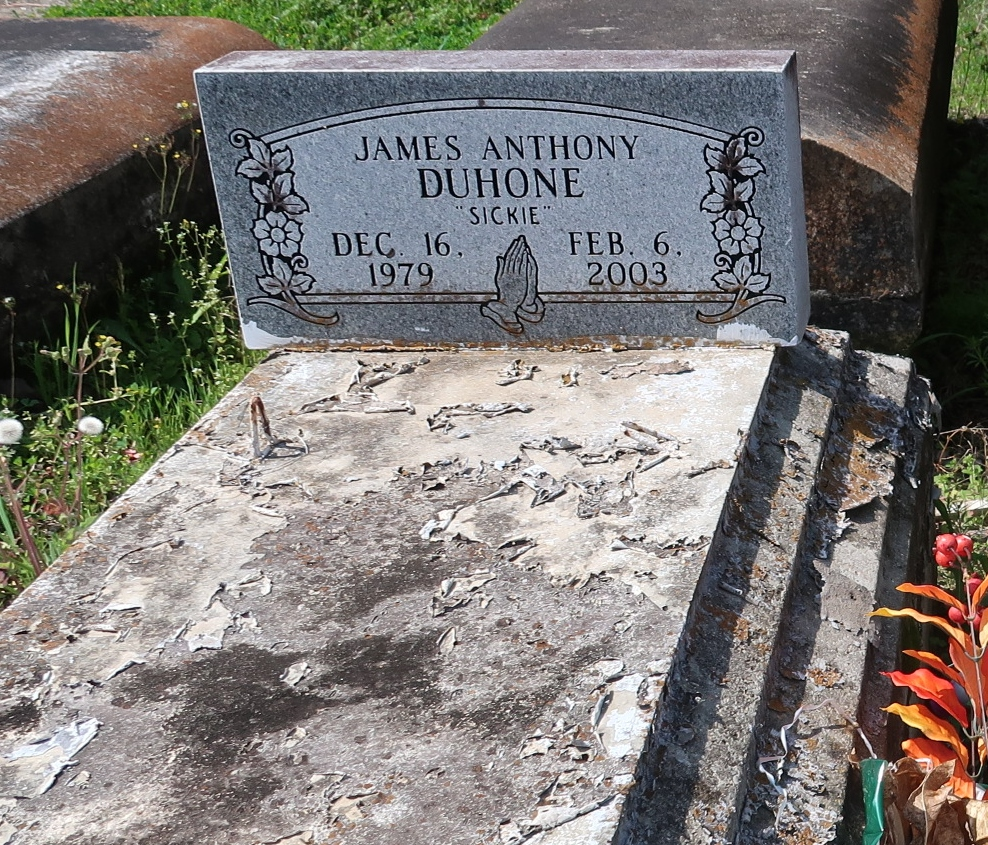 JAMES ANTHONY
DUHONE
"SICKIE"
DEC. 16, FEB. 6,
1979 2003